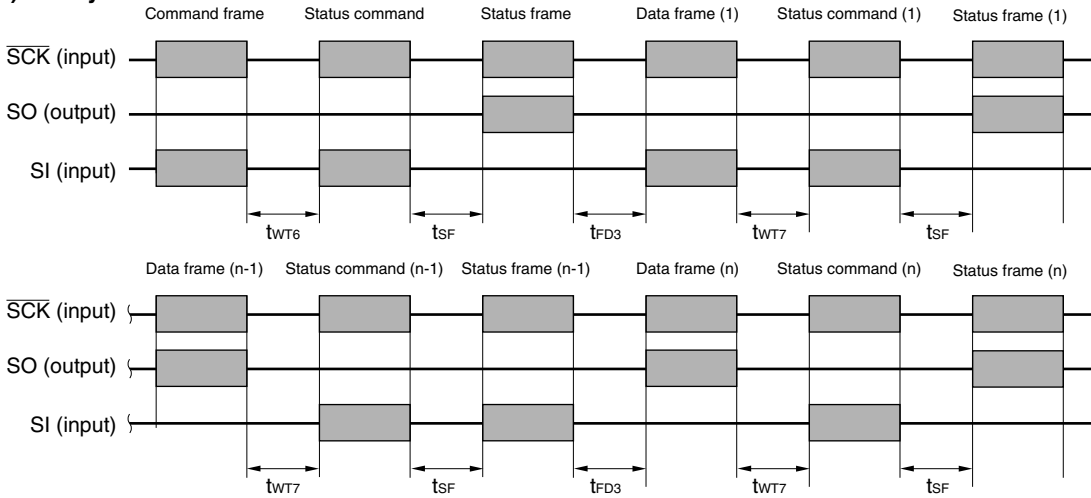 Command frame Status command Status frame Data frame (1) Status command (1) Status frame (1)
SCK (input)
SO (output)
SI (input)
tWT6 tSF tFD3 tWT7 tSF
Data frame (n-1) Status command (n-1) Status frame (n-1) Data frame (n) Status command (n) Status frame (n)
SCK (input)
SO (output)
SI (input)
tWT7 tSF tFD3 tWT7 tSF